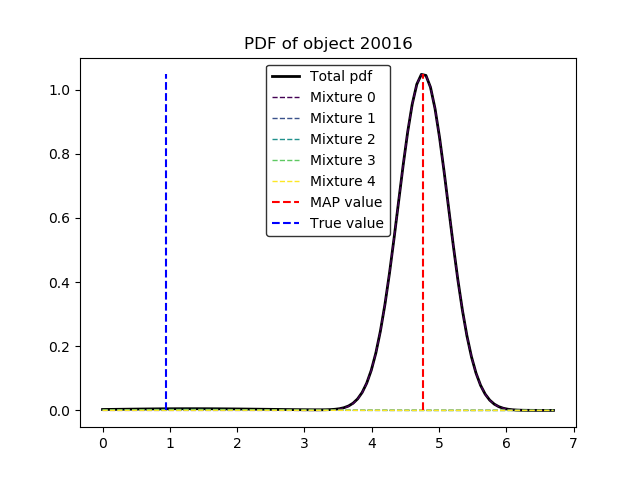 PDF of object 20016
Total pdf
Mixture 0
Mixture 1
Mixture 2
Mixture 3
Mixture 4
MAP value
True value
1.0
0.8
0.6
0.4
0.2
0.0
0 1 2 3 4 5 6 7